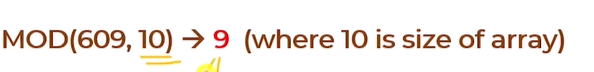 MOD(609, 10) → 9 (where 10 is size of array)